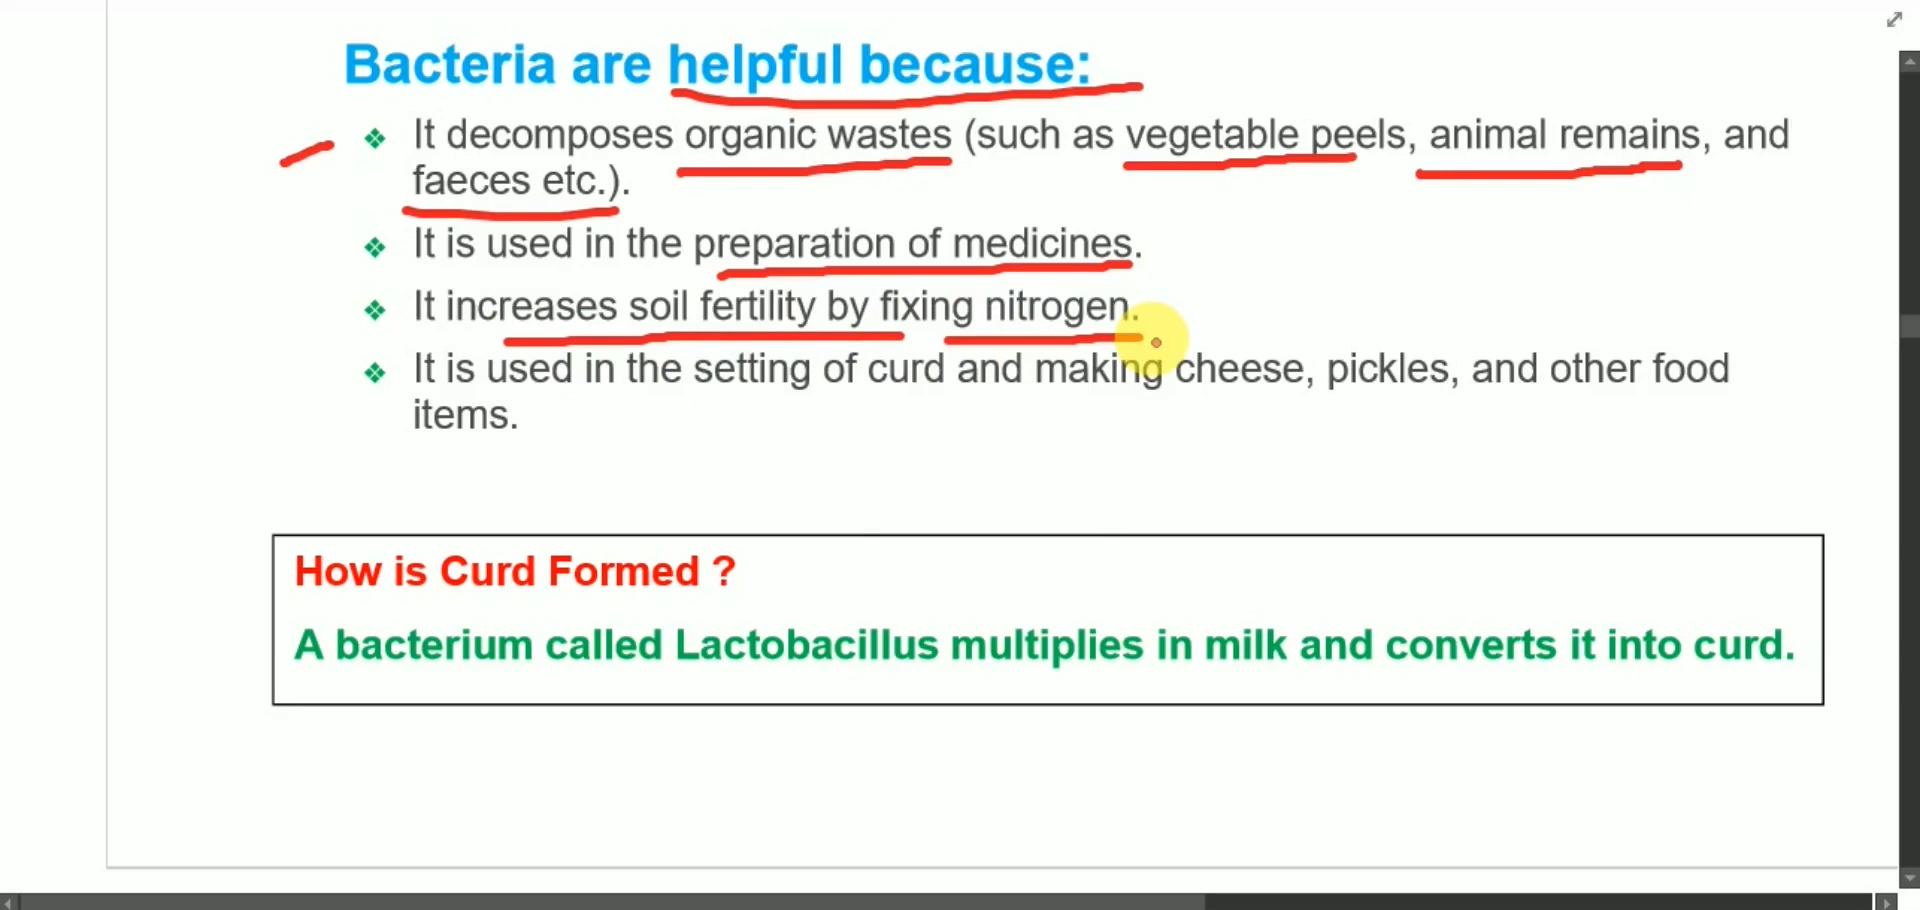 Bacteria are helpful because:
❖ It decomposes organic wastes (such as vegetable peels, animal remains, and
faeces etc.).
❖ It is used in the preparation of medicines.
❖ It increases soil fertility by fixing nitrogen.
❖ It is used in the setting of curd and making cheese, pickles, and other food
items.
How is Curd Formed ?
A bacterium called Lactobacillus multiplies in milk and converts it into curd.